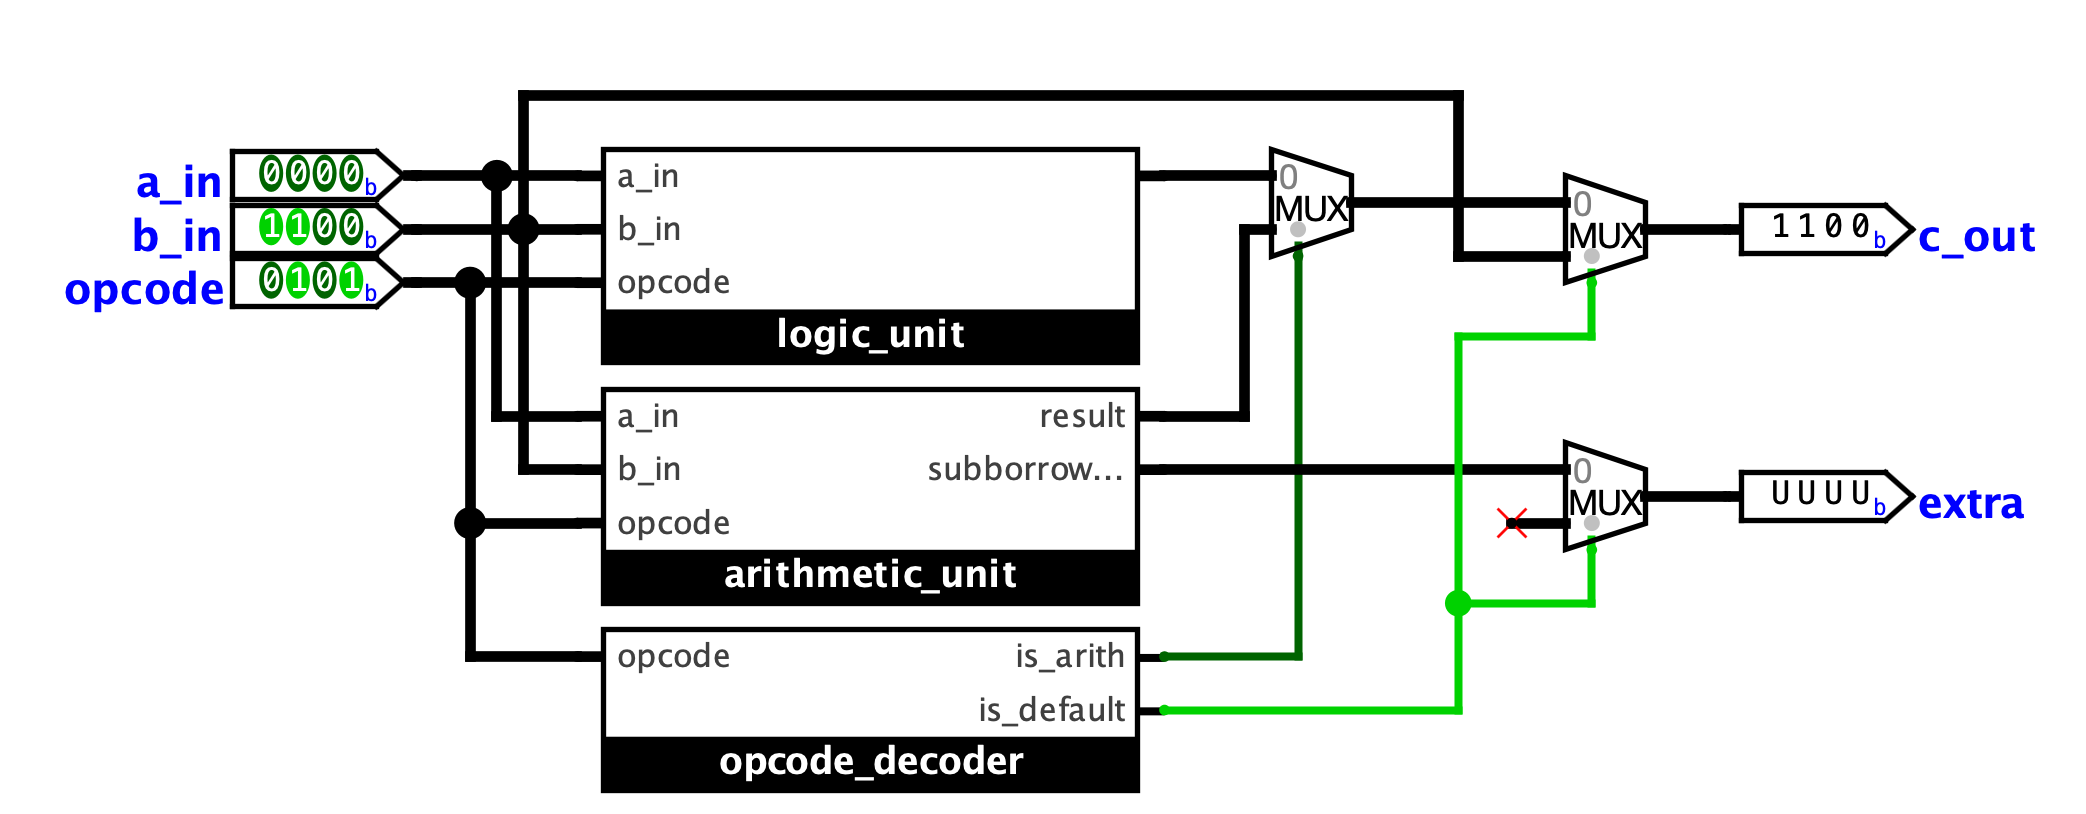 a_in 0000b
b_in 1100b
opcode 0101b
a_in
b_in
opcode
logic_unit
a_in result
b_in subborrow...
opcode
arithmetic_unit
opcode is_arith
is_default
opcode_decoder
0
MUX
0
MUX
1100b c_out
0
MUX
UUUUb extra